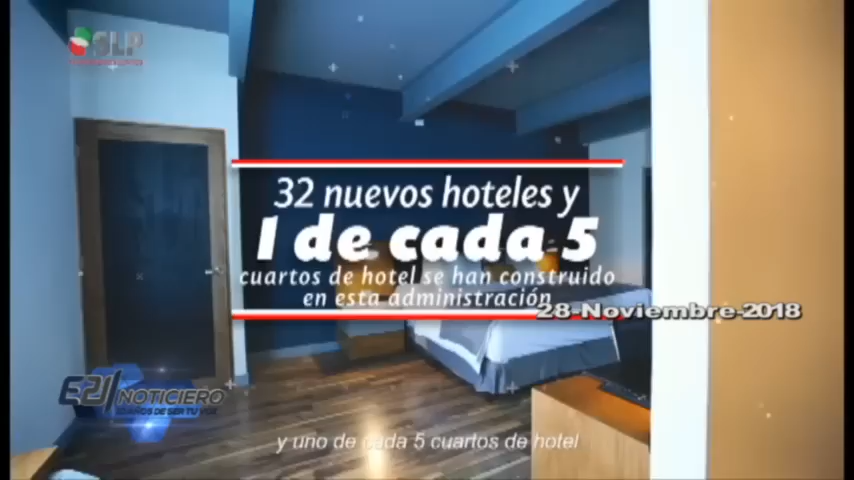 SLP
32 nuevos hoteles y
1 de cada 5
cuartos de hotel se han construido
en esta administración
28-Noviembre-2018
E21 NOTICIERO
y uno de cada 5 cuartos de hotel